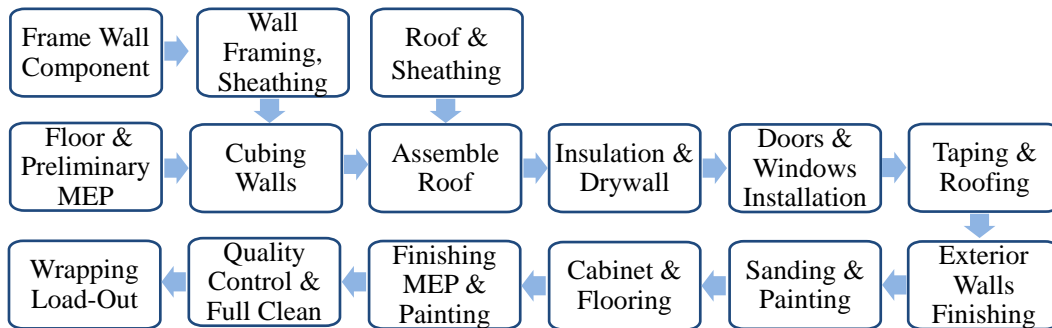 Frame Wall
Component
Wall
Framing,
Sheathing
Roof &
Sheathing
Floor &
Preliminary
MEP
Cubing
Walls
Assemble
Roof
Insulation &
Drywall
Doors &
Windows
Installation
Taping &
Roofing
Wrapping
Load-Out
Quality
Control &
Full Clean
Finishing
MEP &
Painting
Cabinet &
Flooring
Sanding &
Painting
Exterior
Walls
Finishing